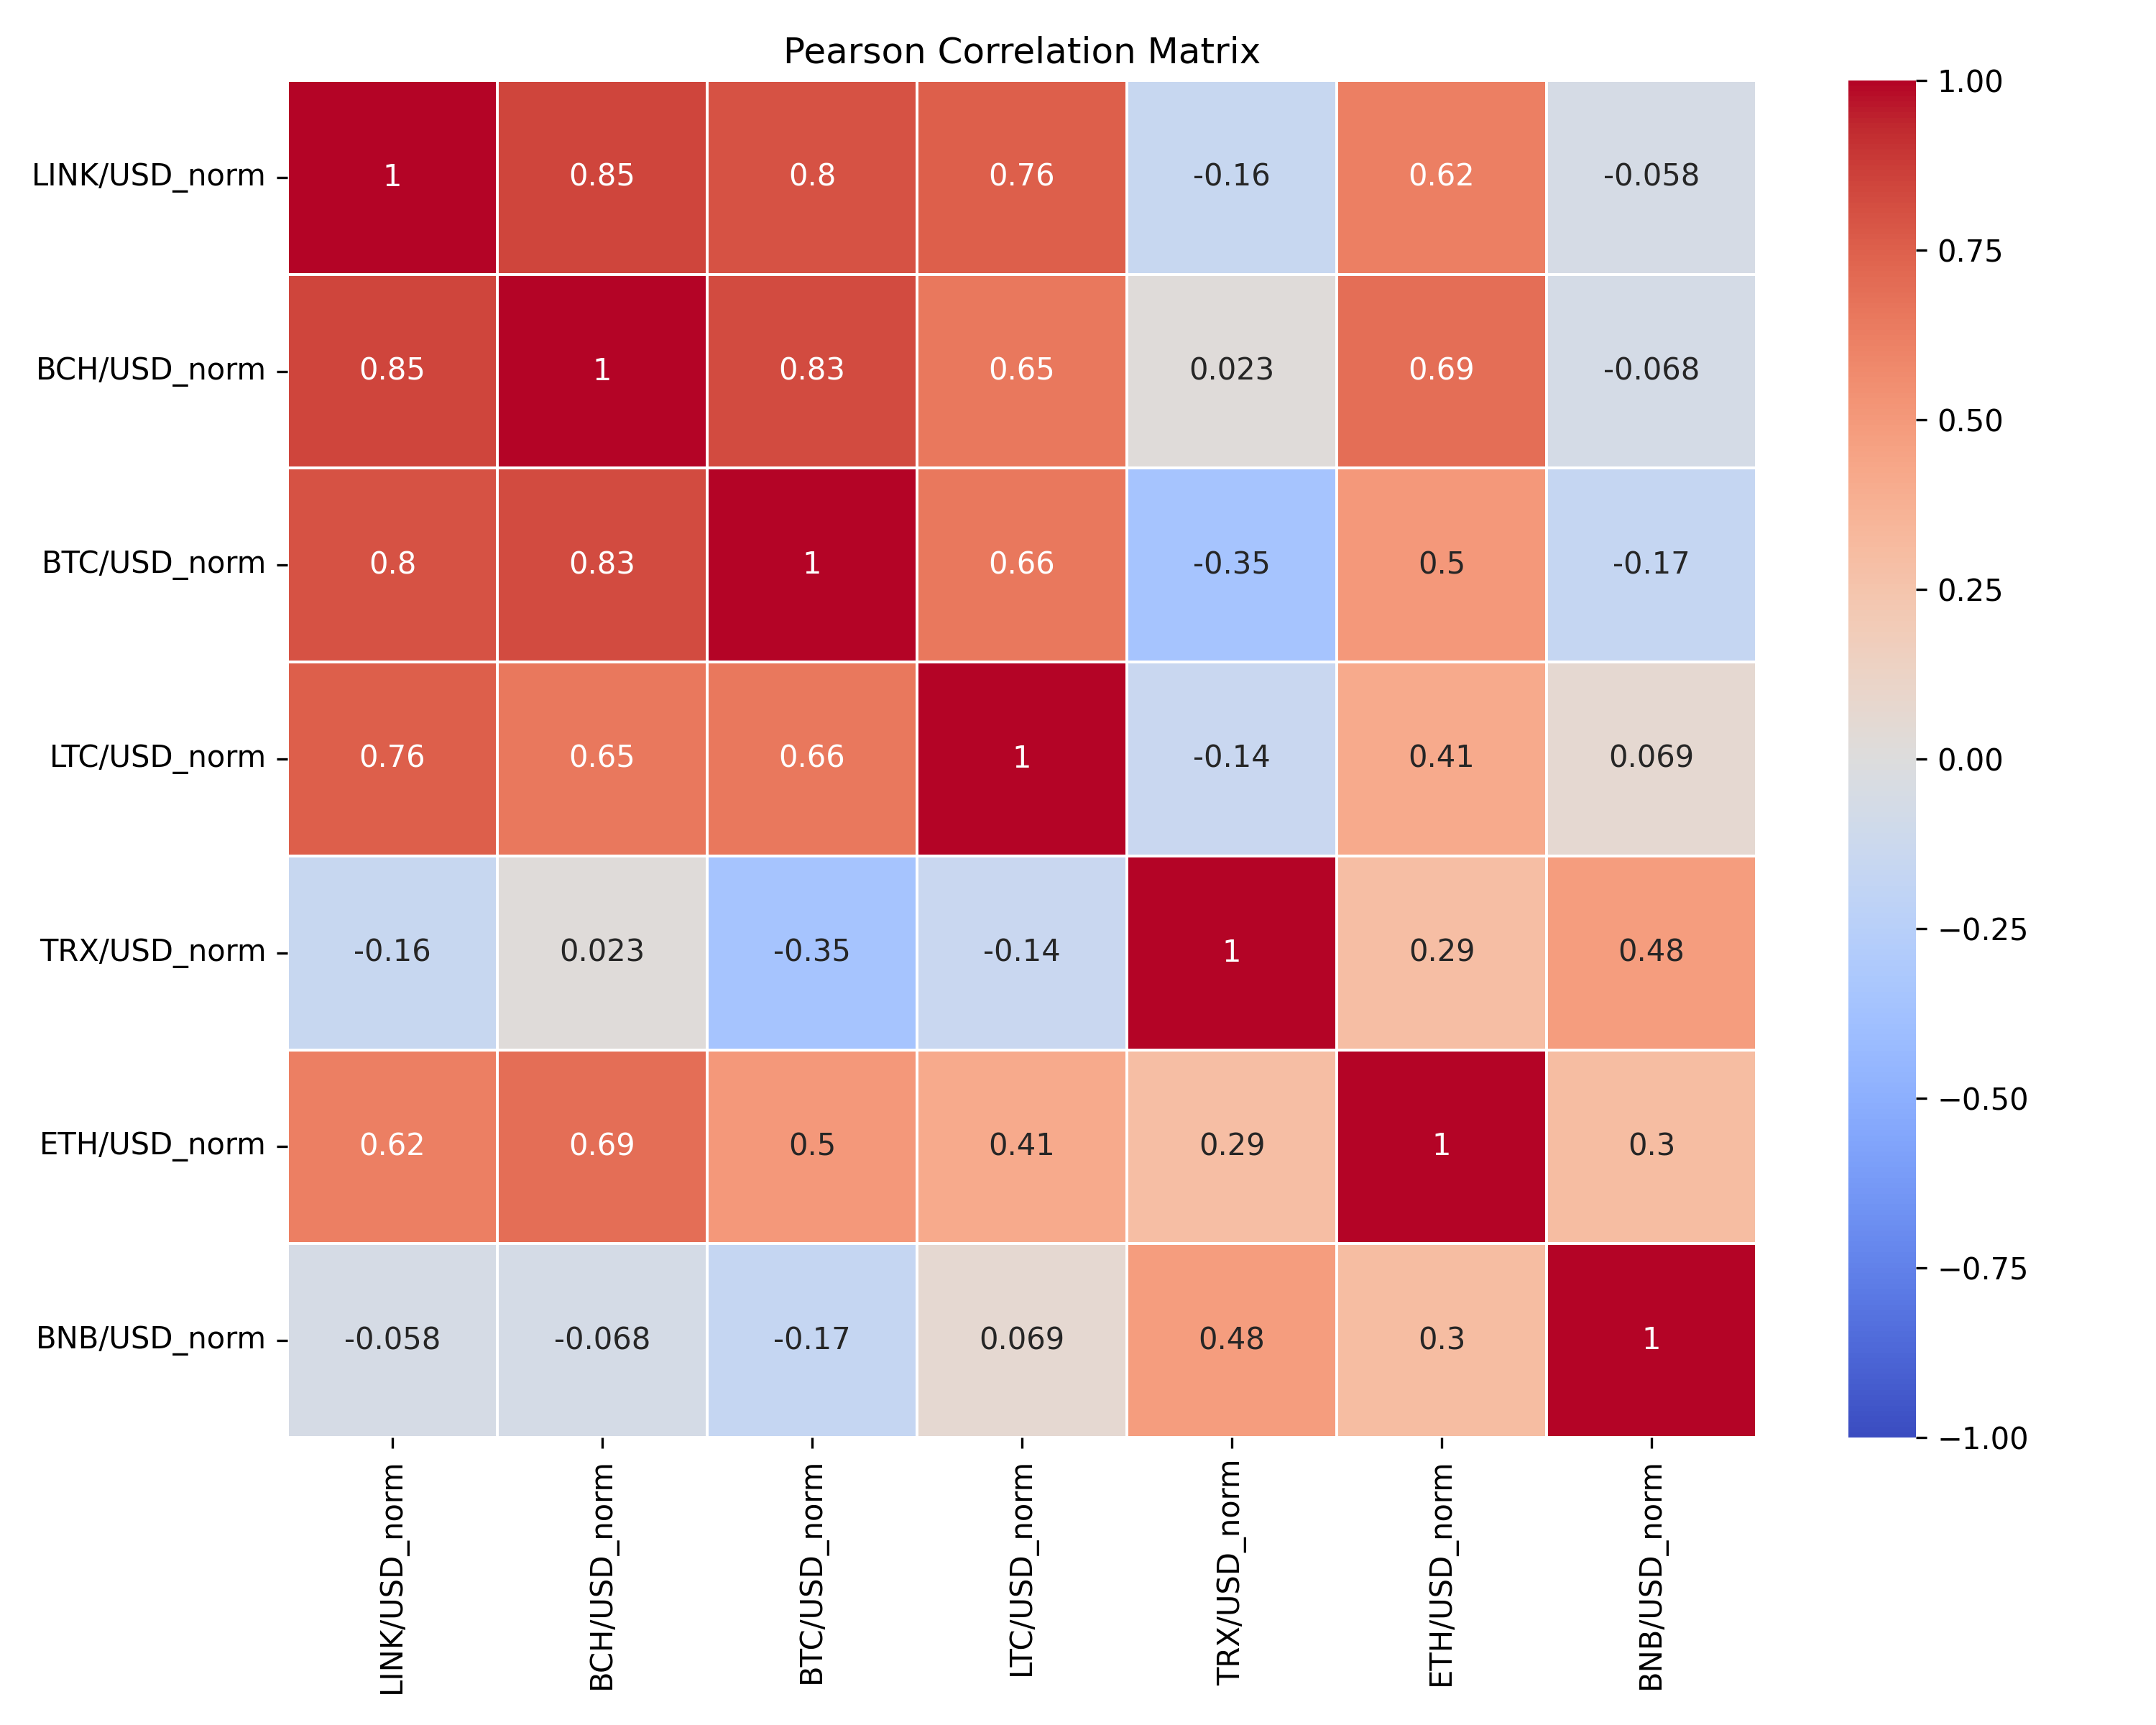 Pearson Correlation Matrix
LINK/USD_norm 1 0.85 0.8 0.76 -0.16 0.62 -0.058
BCH/USD_norm 0.85 1 0.83 0.65 0.023 0.69 -0.068
BTC/USD_norm 0.8 0.83 1 0.66 -0.35 0.5 -0.17
LTC/USD_norm 0.76 0.65 0.66 1 -0.14 0.41 0.069
TRX/USD_norm -0.16 0.023 -0.35 -0.14 1 0.29 0.48
ETH/USD_norm 0.62 0.69 0.5 0.41 0.29 1 0.3
BNB/USD_norm -0.058 -0.068 -0.17 0.069 0.48 0.3 1
LINK/USD_norm
BCH/USD_norm
BTC/USD_norm
LTC/USD_norm
TRX/USD_norm
ETH/USD_norm
BNB/USD_norm
1.00
0.75
0.50
0.25
0.00
−0.25
−0.50
−0.75
−1.00